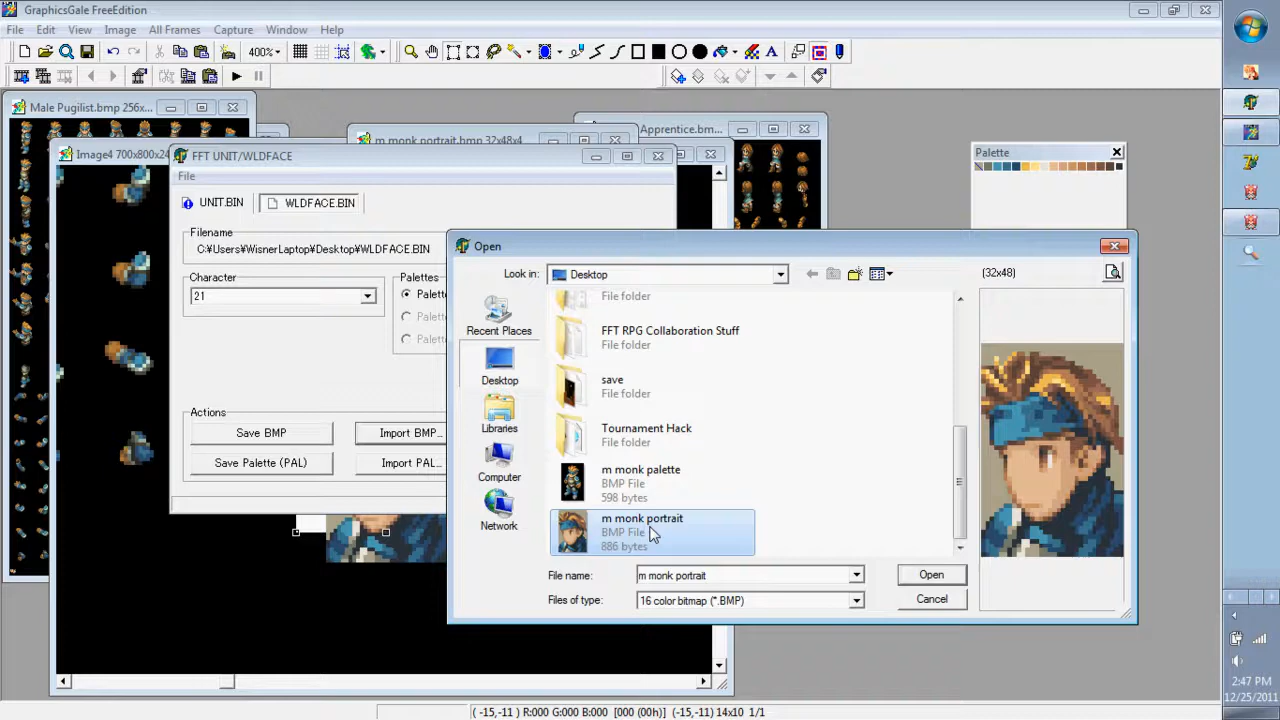 GraphicsGale FreeEdition
File Edit View Image All Frames Capture Window Help
400%
Male Pugilist.bmp 256x...
m monk portrait.bmp 32x48x4
Apprentice.bm...
Palette
Image4 700x800x24
FFT UNIT/WLDFACE
File
UNIT.BIN
WLDFACE.BIN
Filename
C:¥Users¥WisnerLaptop¥Desktop¥WLDFACE.BIN
Character
21
Palettes
Palett
Palett
Palett
Actions
Save BMP
Import BMP...
Save Palette (PAL)
Import PAL...
Open
Look in:
Desktop
(32x48)
Recent Places
Desktop
Libraries
Computer
Network
File folder
FFT RPG Collaboration Stuff
File folder
save
File folder
Tournament Hack
File folder
m monk palette
BMP File
598 bytes
m monk portrait
BMP File
886 bytes
File name:
m monk portrait
Open
Files of type:
16 color bitmap (*.BMP)
Cancel
2:47 PM
12/25/2011
( -15,-11 ) R:000 G:000 B:000 [000 (00h)] (-15,-11) 14x10 1/1